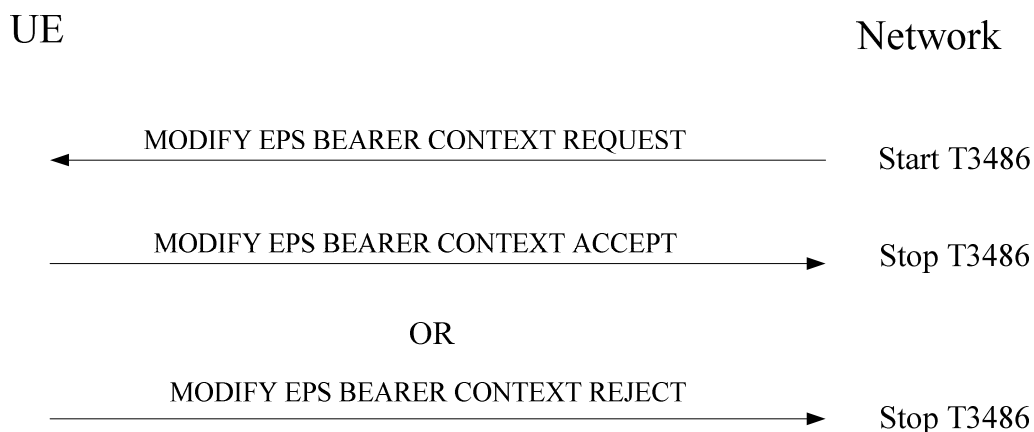 UE
Network
MODIFY EPS BEARER CONTEXT REQUEST
Start T3486
MODIFY EPS BEARER CONTEXT ACCEPT
Stop T3486
OR
MODIFY EPS BEARER CONTEXT REJECT
Stop T3486